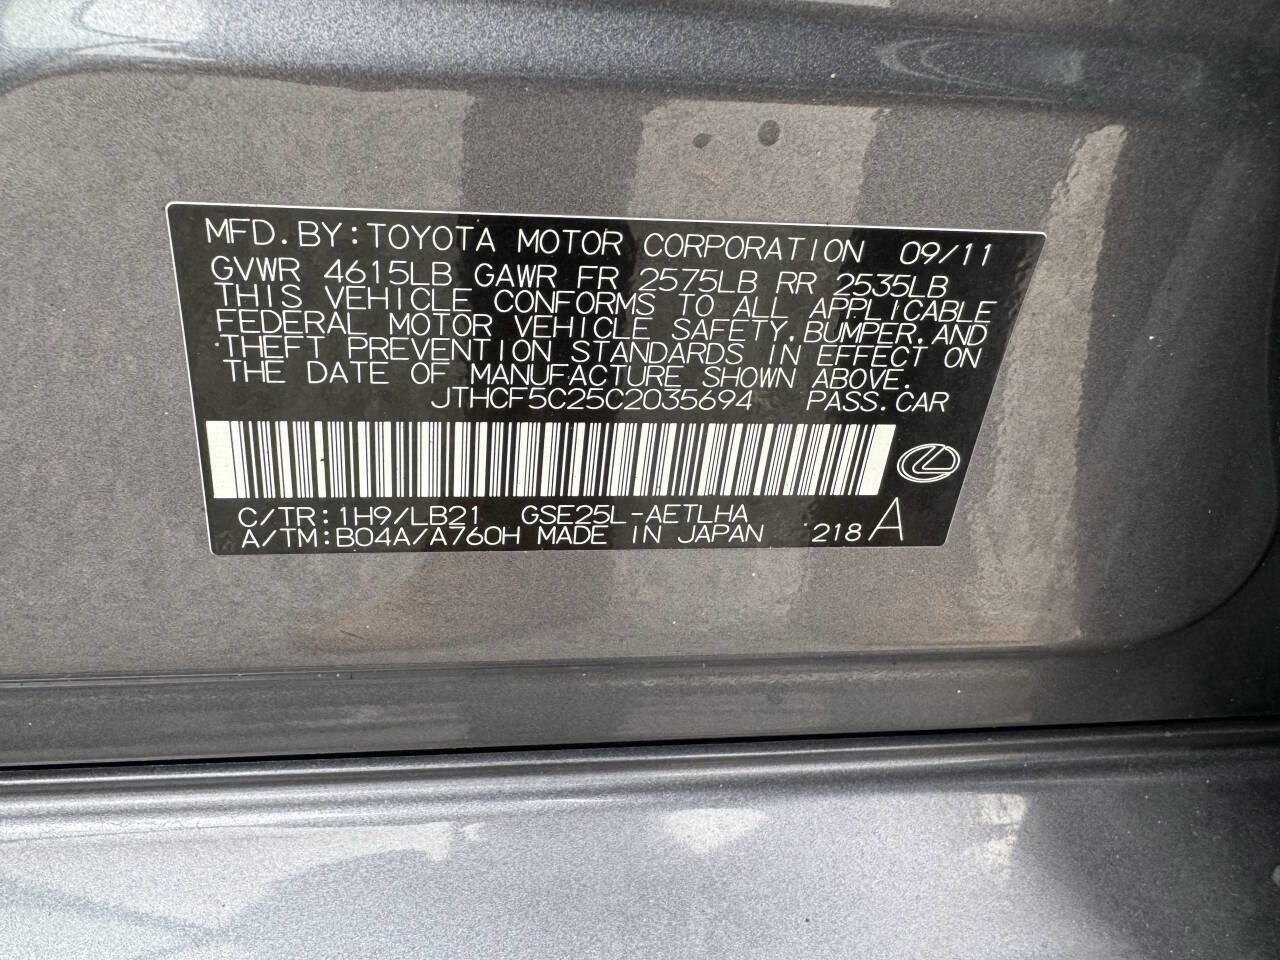 MFD. BY: TOYOTA MOTOR CORPORATION 09/11
GVWR 4615LB GAWR FR 2575LB RR 2535LB
THIS VEHICLE CONFORMS TO ALL APPLICABLE
FEDERAL MOTOR VEHICLE SAFETY, BUMPER, AND
THEFT PREVENTION STANDARDS IN EFFECT ON
THE DATE OF MANUFACTURE SHOWN ABOVE.
JTHCF5C25C2035694 PASS. CAR
C/TR: 1H9/LB21 GSE25L-AETLHA
A/TM: B04A/A760H MADE IN JAPAN 218 A